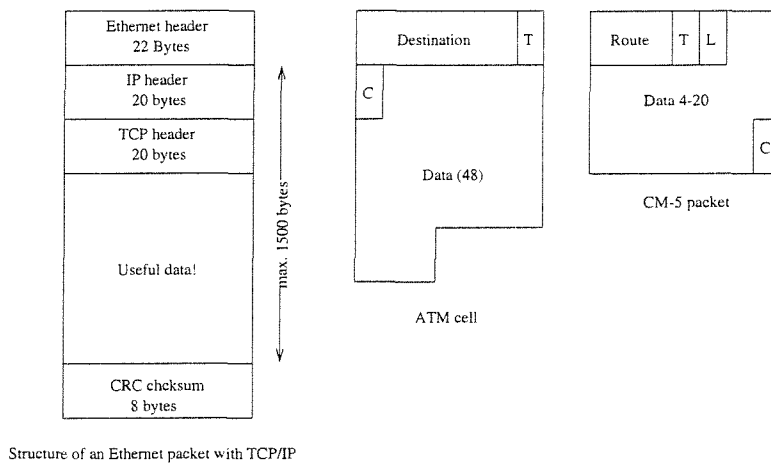 Ethernet header
22 Bytes
IP header
20 bytes
TCP header
20 bytes
Useful data!
CRC chcksum
8 bytes
max. 1500 bytes
Structure of an Ethernet packet with TCP/IP
Destination
T
C
Data (48)
ATM cell
Route
T
L
Data 4-20
C
CM-5 packet